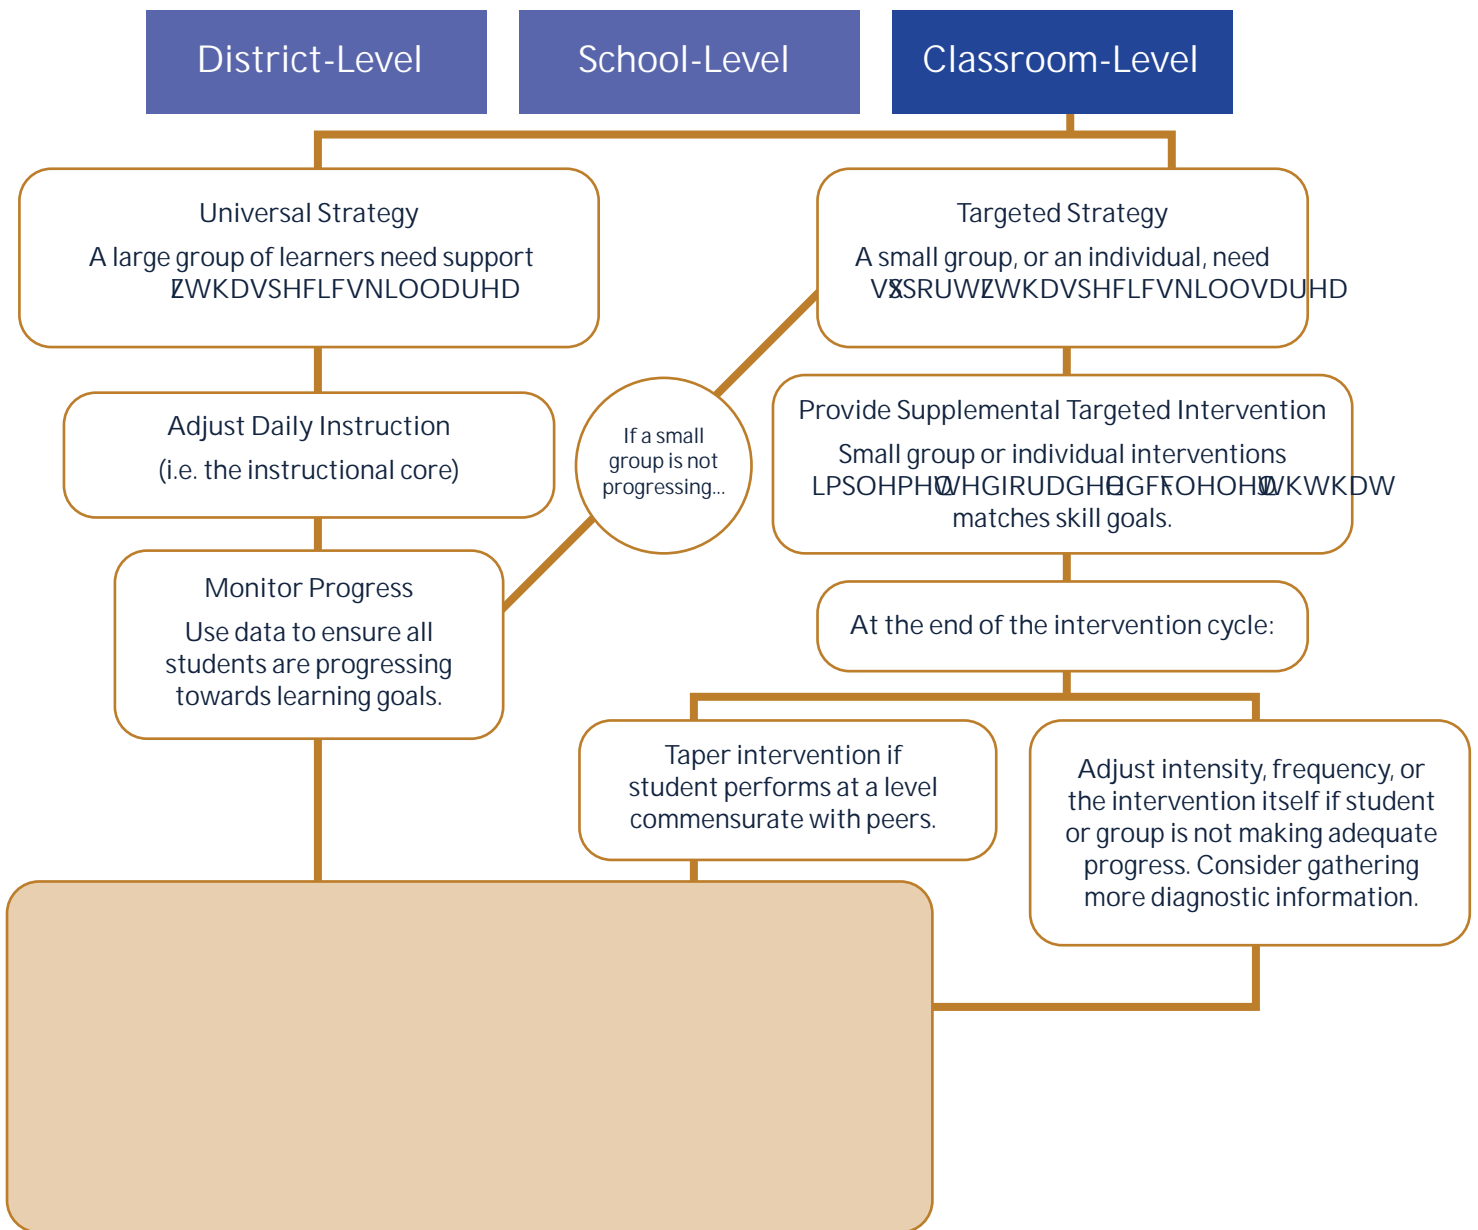 District-Level
School-Level
Classroom-Level
Universal Strategy
A large group of learners need support
Adjust Daily Instruction
(i.e. the instructional core)
Monitor Progress
Use data to ensure all
students are progressing
towards learning goals.
If a small
group is not
progressing...
Targeted Strategy
A small group, or an individual, need
Provide Supplemental Targeted Intervention
Small group or individual interventions
matches skill goals.
At the end of the intervention cycle:
Taper intervention if
student performs at a level
commensurate with peers.
Adjust intensity, frequency, or
the intervention itself if student
or group is not making adequate
progress. Consider gathering
more diagnostic information.